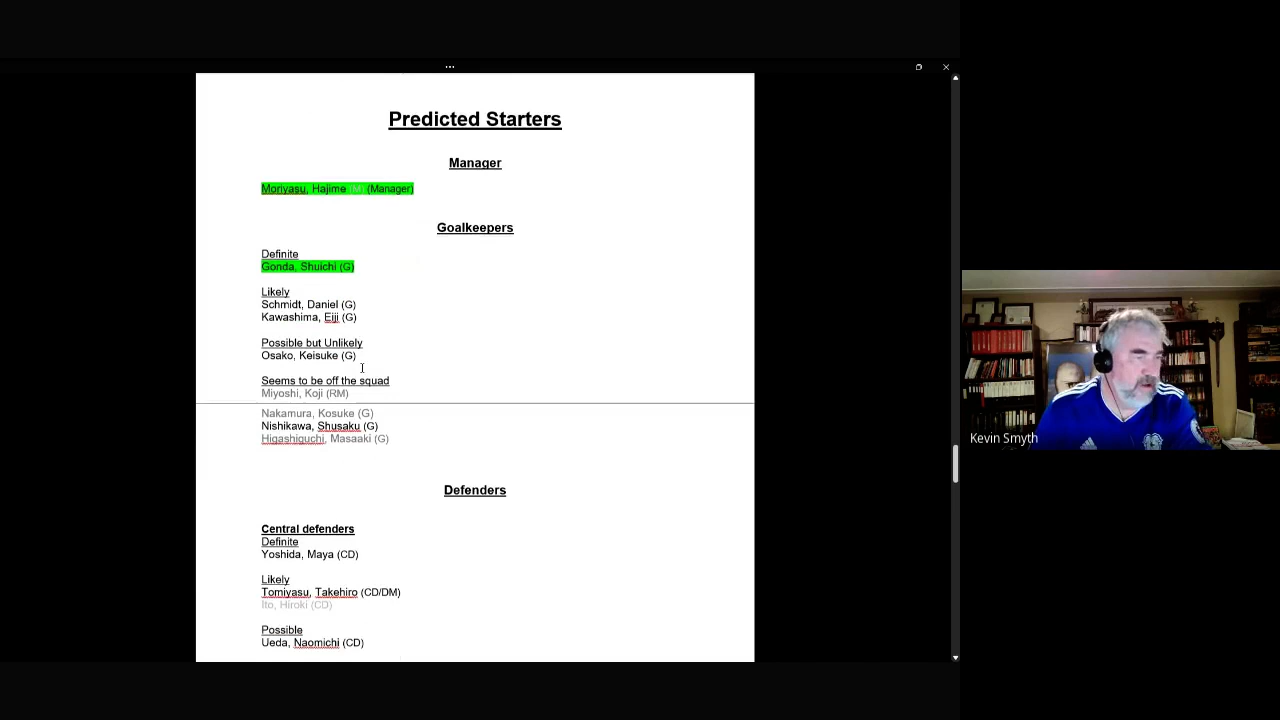 Predicted Starters
Manager
Moriyasu, Hajime (M) (Manager)
Goalkeepers
Definite
Gonda, Shuichi (G)
Likely
Schmidt, Daniel (G)
Kawashima, Eiji (G)
Possible but Unlikely
Osako, Keisuke (G)
Seems to be off the squad
Miyoshi, Koji (RM)
Nakamura, Kosuke (G)
Nishikawa, Shusaku (G)
Higashiguchi, Masaaki (G)
Kevin Smyth
Defenders
Central defenders
Definite
Yoshida, Maya (CD)
Likely
Tomiyasu, Takehiro (CD/DM)
Ito, Hiroki (CD)
Possible
Ueda, Naomichi (CD)